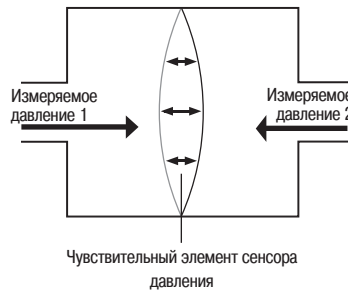 Измеряемое
давление 1
Измеряемое
давление 2
Чувствительный элемент сенсора
давления